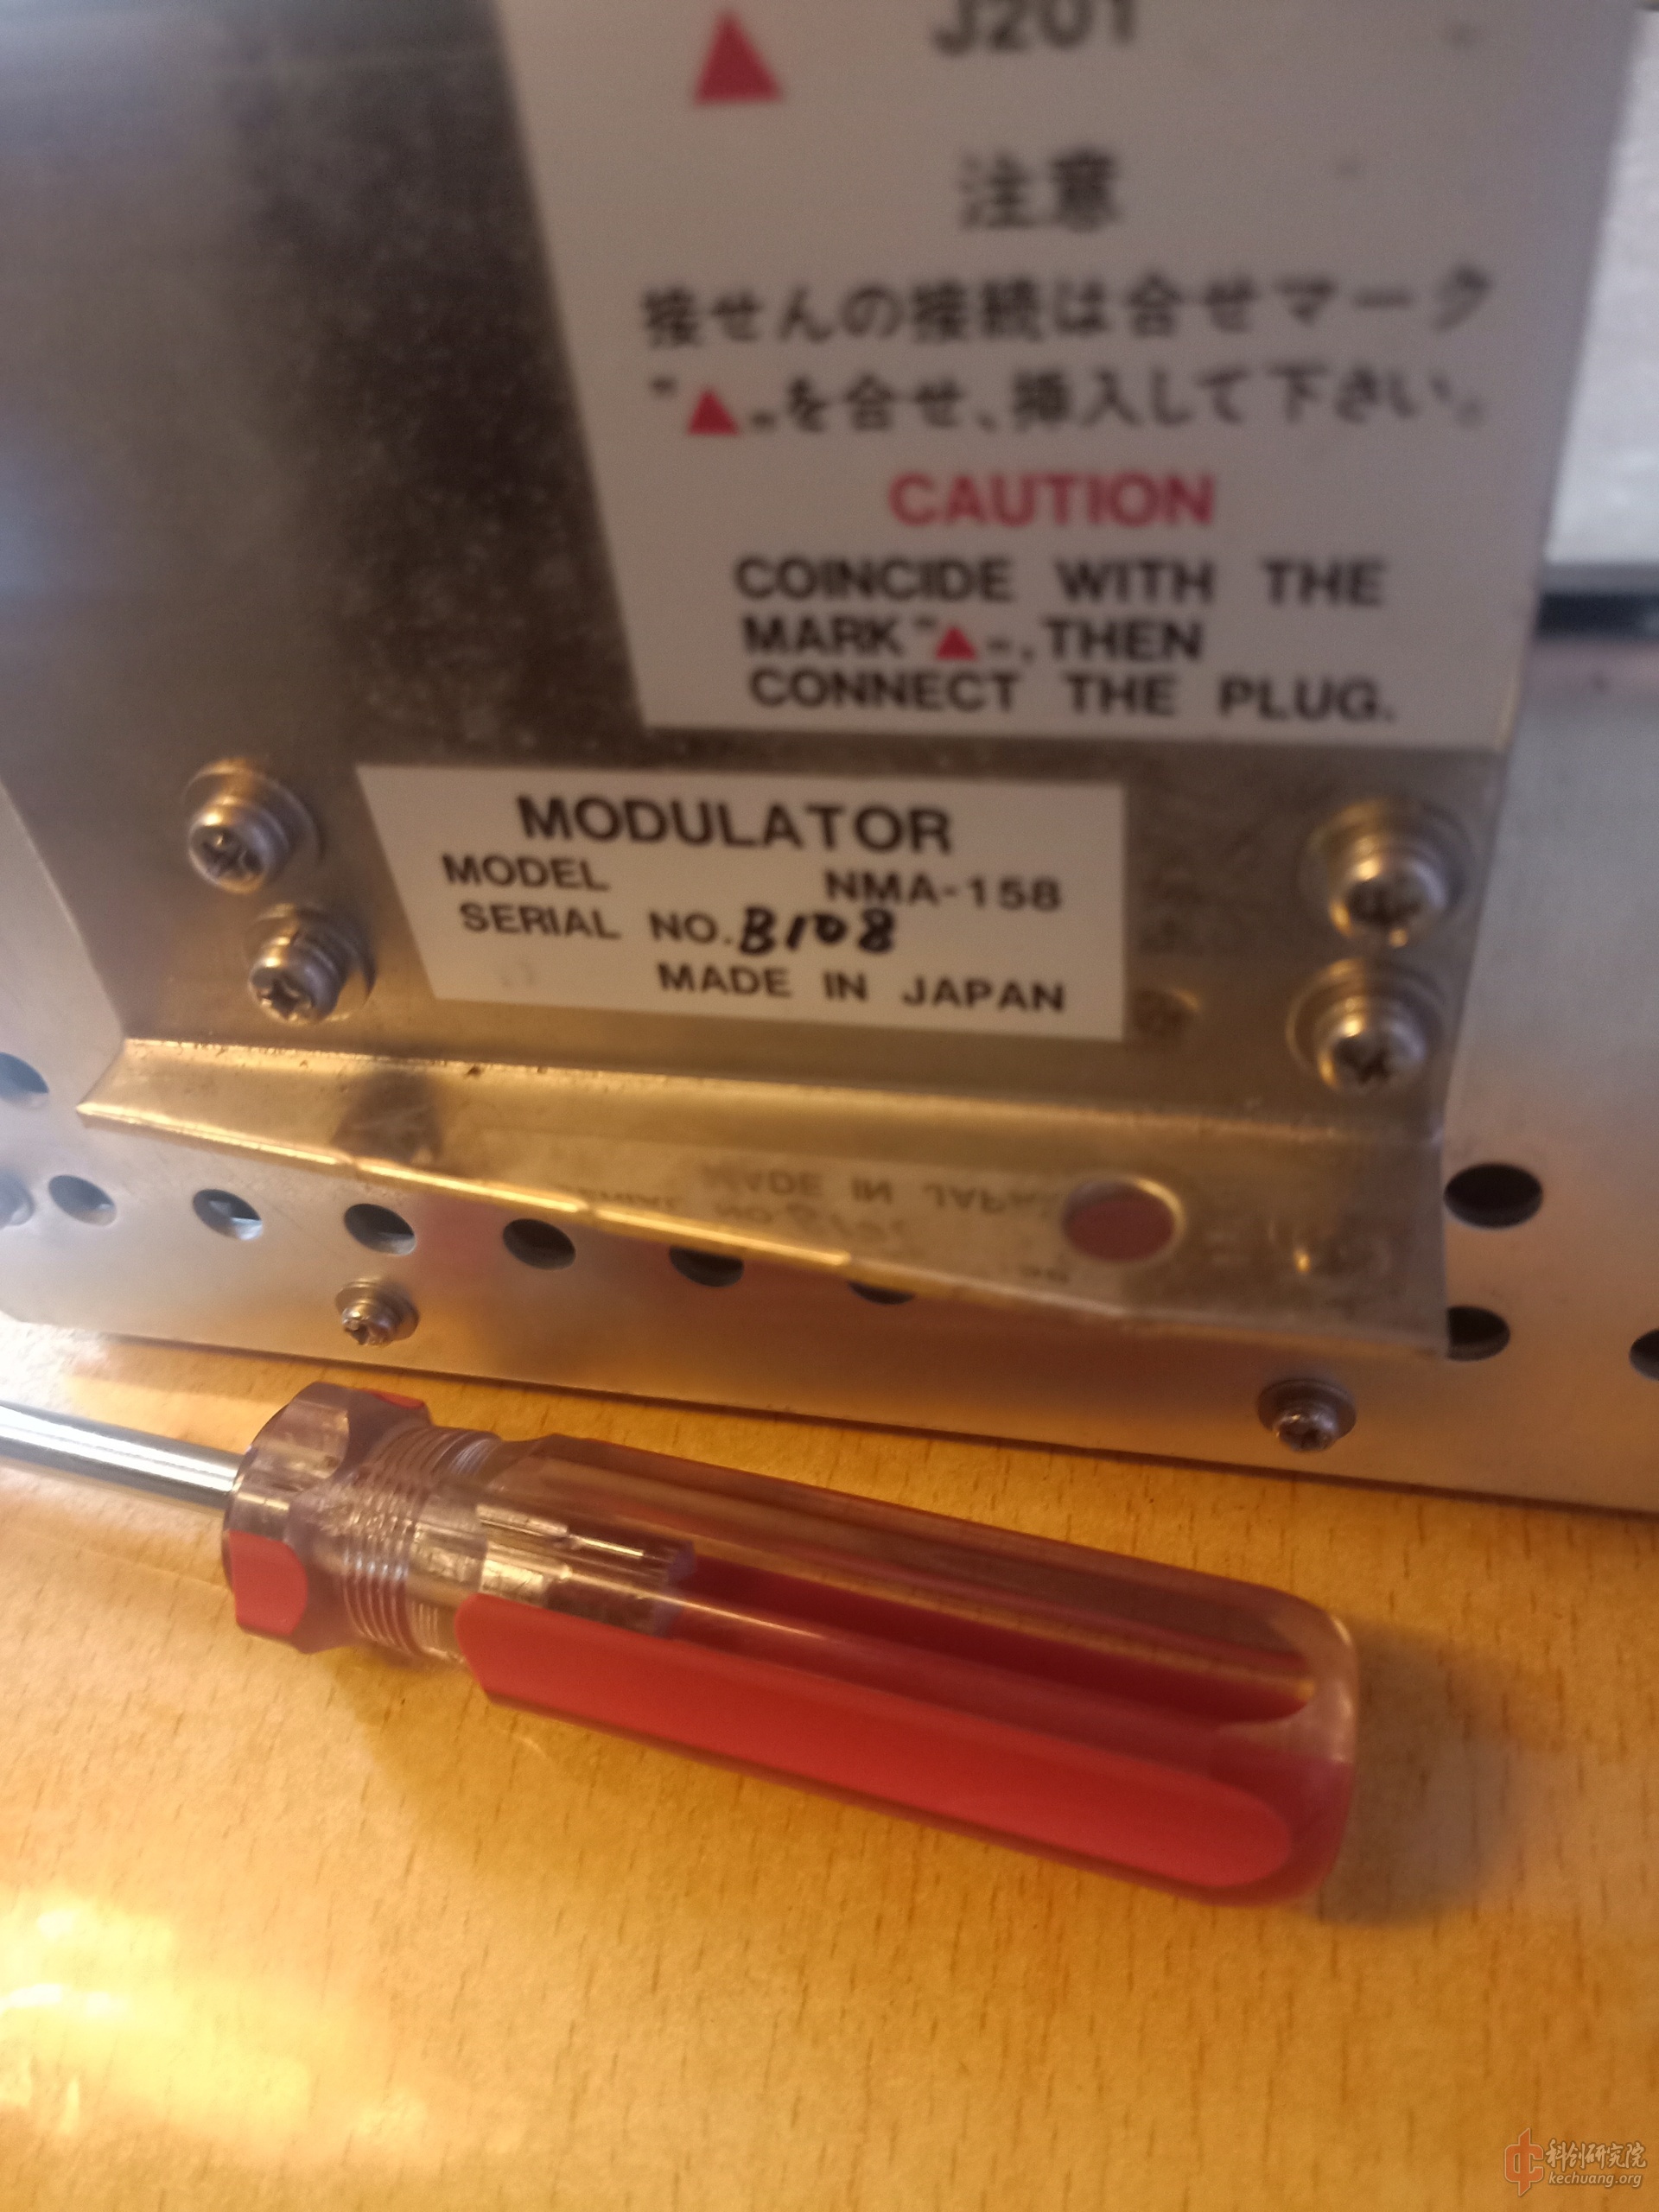 ▲ J201
注意
接せんの接続は合せマーク
"▲"を合せ、挿入して下さい。
CAUTION
COINCIDE WITH THE
MARK "▲", THEN
CONNECT THE PLUG.
MODULATOR
MODEL NMA-158
SERIAL NO. B108
MADE IN JAPAN
科创研究院
kechuang.org